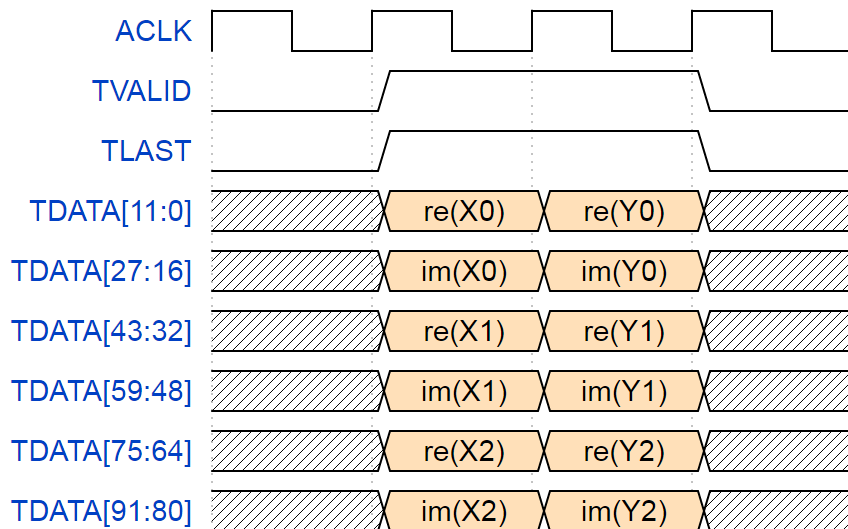 ACLK
TVALID
TLAST
TDATA[11:0] re(X0) re(Y0)
TDATA[27:16] im(X0) im(Y0)
TDATA[43:32] re(X1) re(Y1)
TDATA[59:48] im(X1) im(Y1)
TDATA[75:64] re(X2) re(Y2)
TDATA[91:80] im(X2) im(Y2)